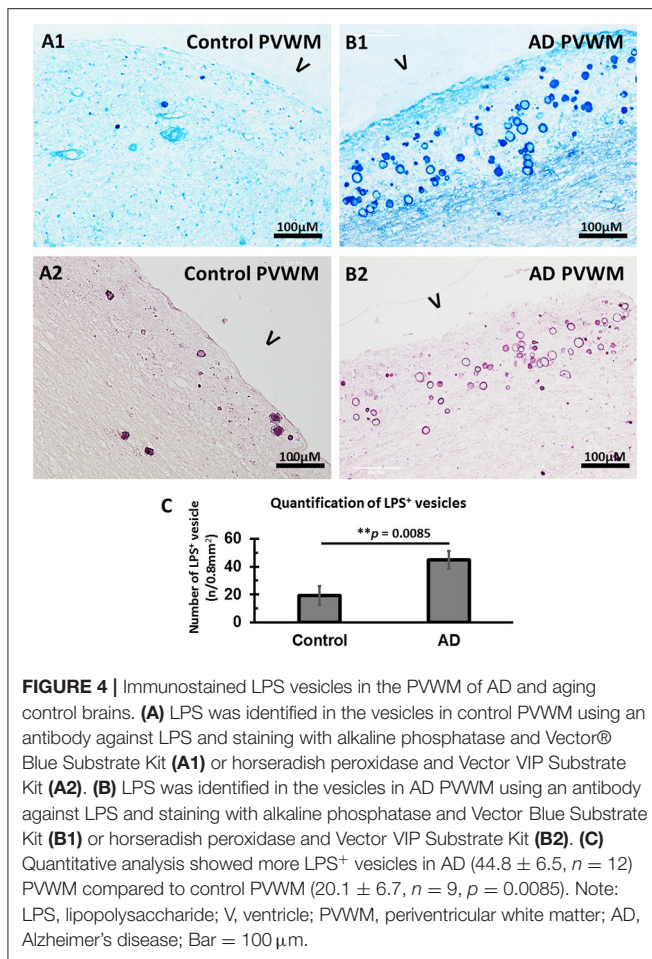 A1 Control PVWM
V
100µM
B1 AD PVWM
V
100µM
A2 Control PVWM
V
100µM
B2 AD PVWM
V
100µM
C Quantification of LPS⁺ vesicles
Number of LPS⁺ vesicle
(n/0.8mm²)
60
40
20
0
**p = 0.0085
Control AD
FIGURE 4 | Immunostained LPS vesicles in the PVWM of AD and aging
control brains. (A) LPS was identified in the vesicles in control PVWM using an
antibody against LPS and staining with alkaline phosphatase and Vector®
Blue Substrate Kit (A1) or horseradish peroxidase and Vector VIP Substrate
Kit (A2). (B) LPS was identified in the vesicles in AD PVWM using an antibody
against LPS and staining with alkaline phosphatase and Vector Blue Substrate
Kit (B1) or horseradish peroxidase and Vector VIP Substrate Kit (B2). (C)
Quantitative analysis showed more LPS⁺ vesicles in AD (44.8 ± 6.5, n = 12)
PVWM compared to control PVWM (20.1 ± 6.7, n = 9, p = 0.0085). Note:
LPS, lipopolysaccharide; V, ventricle; PVWM, periventricular white matter; AD,
Alzheimer's disease; Bar = 100 µm.